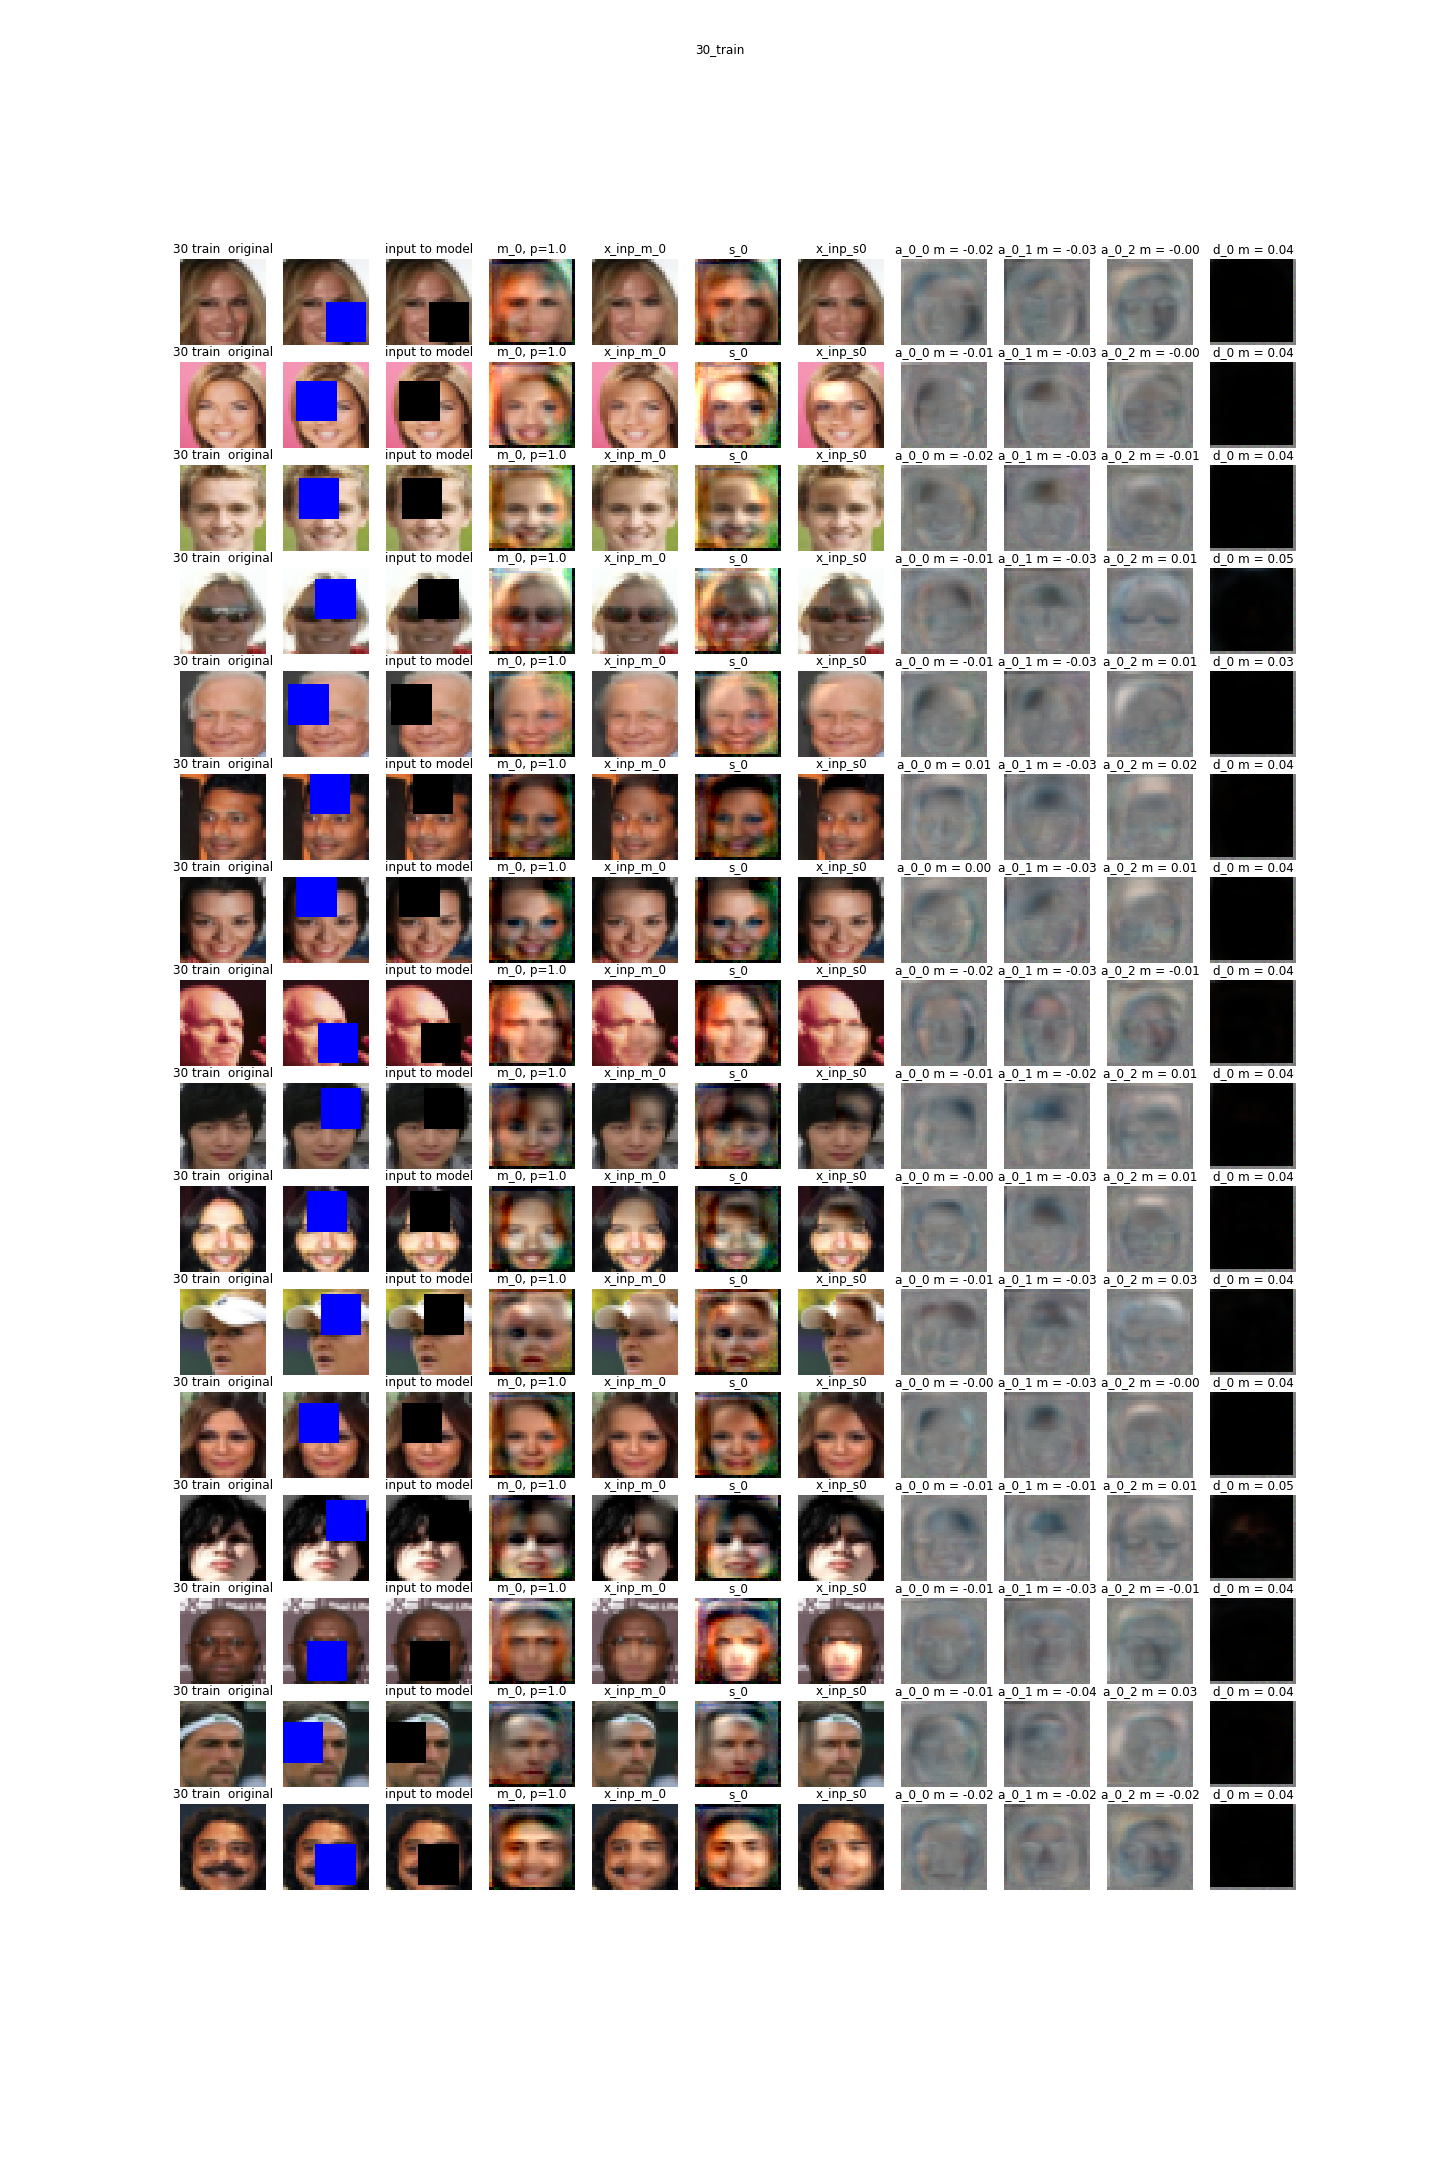 30_train
30 train original input to model m_0, p=1.0 x_inp_m_0 s_0 x_inp_s0 a_0_0 m = -0.02 a_0_1 m = -0.03 a_0_2 m = -0.00 d_0 m = 0.04
30 train original input to model m_0, p=1.0 x_inp_m_0 s_0 x_inp_s0 a_0_0 m = -0.01 a_0_1 m = -0.03 a_0_2 m = -0.00 d_0 m = 0.04
30 train original input to model m_0, p=1.0 x_inp_m_0 s_0 x_inp_s0 a_0_0 m = -0.02 a_0_1 m = -0.03 a_0_2 m = -0.01 d_0 m = 0.04
30 train original input to model m_0, p=1.0 x_inp_m_0 s_0 x_inp_s0 a_0_0 m = -0.01 a_0_1 m = -0.03 a_0_2 m = 0.01 d_0 m = 0.05
30 train original input to model m_0, p=1.0 x_inp_m_0 s_0 x_inp_s0 a_0_0 m = -0.01 a_0_1 m = -0.03 a_0_2 m = 0.01 d_0 m = 0.03
30 train original input to model m_0, p=1.0 x_inp_m_0 s_0 x_inp_s0 a_0_0 m = 0.01 a_0_1 m = -0.03 a_0_2 m = 0.02 d_0 m = 0.04
30 train original input to model m_0, p=1.0 x_inp_m_0 s_0 x_inp_s0 a_0_0 m = 0.00 a_0_1 m = -0.03 a_0_2 m = 0.01 d_0 m = 0.04
30 train original input to model m_0, p=1.0 x_inp_m_0 s_0 x_inp_s0 a_0_0 m = -0.02 a_0_1 m = -0.03 a_0_2 m = -0.01 d_0 m = 0.04
30 train original input to model m_0, p=1.0 x_inp_m_0 s_0 x_inp_s0 a_0_0 m = -0.01 a_0_1 m = -0.02 a_0_2 m = 0.01 d_0 m = 0.04
30 train original input to model m_0, p=1.0 x_inp_m_0 s_0 x_inp_s0 a_0_0 m = -0.00 a_0_1 m = -0.03 a_0_2 m = 0.01 d_0 m = 0.04
30 train original input to model m_0, p=1.0 x_inp_m_0 s_0 x_inp_s0 a_0_0 m = -0.01 a_0_1 m = -0.03 a_0_2 m = 0.03 d_0 m = 0.04
30 train original input to model m_0, p=1.0 x_inp_m_0 s_0 x_inp_s0 a_0_0 m = -0.00 a_0_1 m = -0.03 a_0_2 m = -0.00 d_0 m = 0.04
30 train original input to model m_0, p=1.0 x_inp_m_0 s_0 x_inp_s0 a_0_0 m = -0.01 a_0_1 m = -0.01 a_0_2 m = 0.01 d_0 m = 0.05
30 train original input to model m_0, p=1.0 x_inp_m_0 s_0 x_inp_s0 a_0_0 m = -0.01 a_0_1 m = -0.03 a_0_2 m = -0.01 d_0 m = 0.04
30 train original input to model m_0, p=1.0 x_inp_m_0 s_0 x_inp_s0 a_0_0 m = -0.01 a_0_1 m = -0.04 a_0_2 m = 0.03 d_0 m = 0.04
30 train original input to model m_0, p=1.0 x_inp_m_0 s_0 x_inp_s0 a_0_0 m = -0.02 a_0_1 m = -0.02 a_0_2 m = -0.02 d_0 m = 0.04